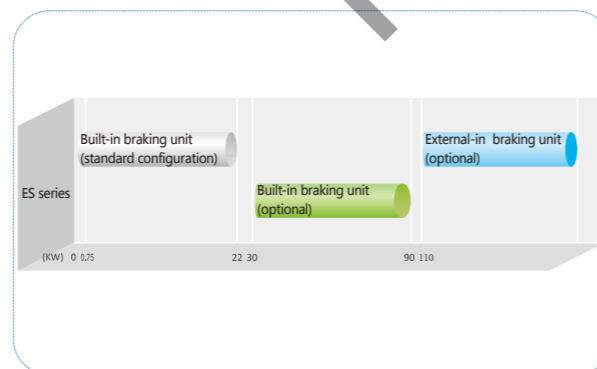 Built-in braking unit
(standard configuration)
External-in braking unit
(optional)
ES series
Built-in braking unit
(optional)
(KW) 0 0.75 22 30 90 110